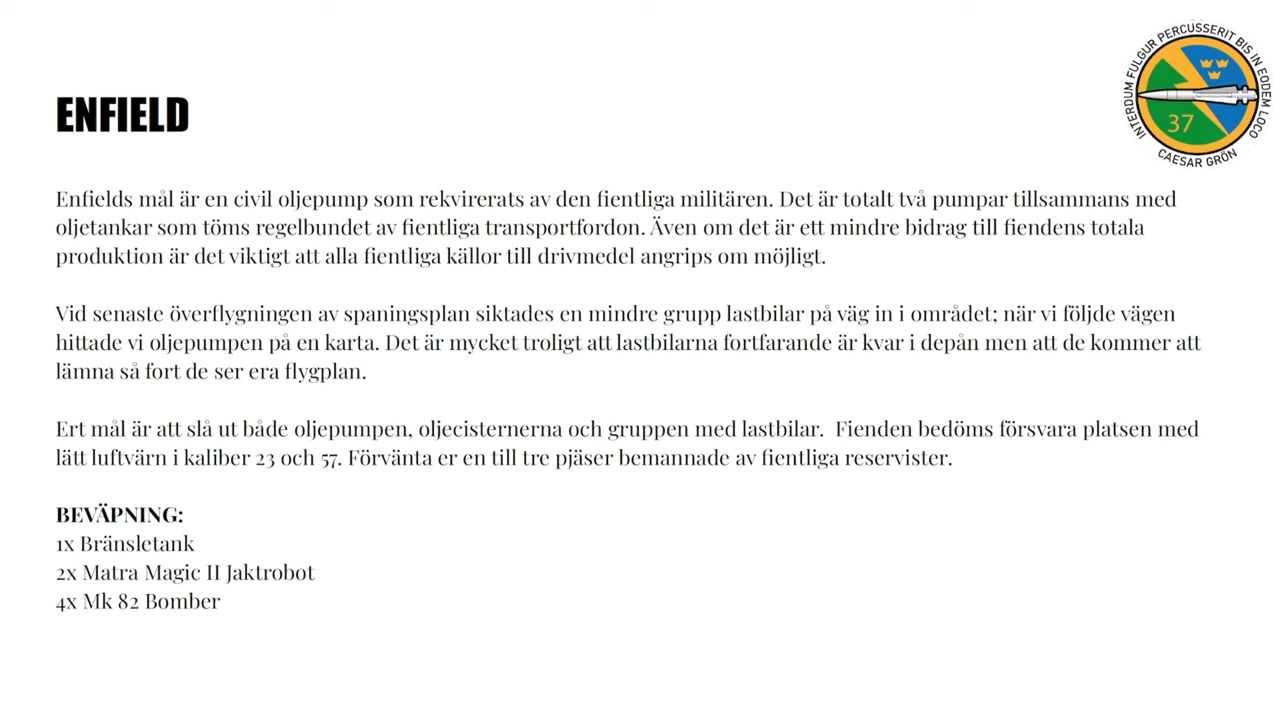 INTERDUM FULGUR PERCUSSERIT BIS IN EODEM LOCO
37
CAESAR GRÖN
ENFIELD
Enfields mål är en civil oljepump som rekvirerats av den fientliga militären. Det är totalt två pumpar tillsammans med
oljetankar som töms regelbundet av fientliga transportfordon. Även om det är ett mindre bidrag till fiendens totala
produktion är det viktigt att alla fientliga källor till drivmedel angrips om möjligt.
Vid senaste överflygningen av spaningsplan siktades en mindre grupp lastbilar på väg in i området; när vi följde vägen
hittade vi oljepumpen på en karta. Det är mycket troligt att lastbilarna fortfarande är kvar i depån men att de kommer att
lämna så fort de ser era flygplan.
Ert mål är att slå ut både oljepumpen, oljecisternerna och gruppen med lastbilar.  Fienden bedöms försvara platsen med
lätt luftvärn i kaliber 23 och 57. Förvänta er en till tre pjäser bemannade av fientliga reservister.
BEVÄPNING:
1x Bränsletank
2x Matra Magic II Jaktrobot
4x Mk 82 Bomber